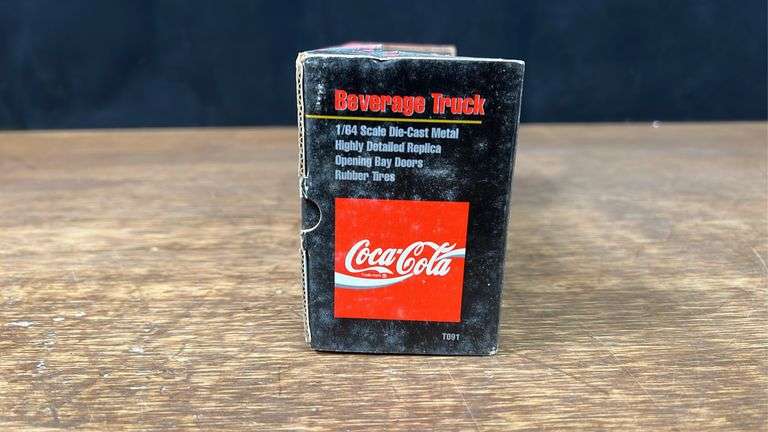 Beverage Truck
1/64 Scale Die-Cast Metal
Highly Detailed Replica
Opening Bay Doors
Rubber Tires
Coca-Cola
T091